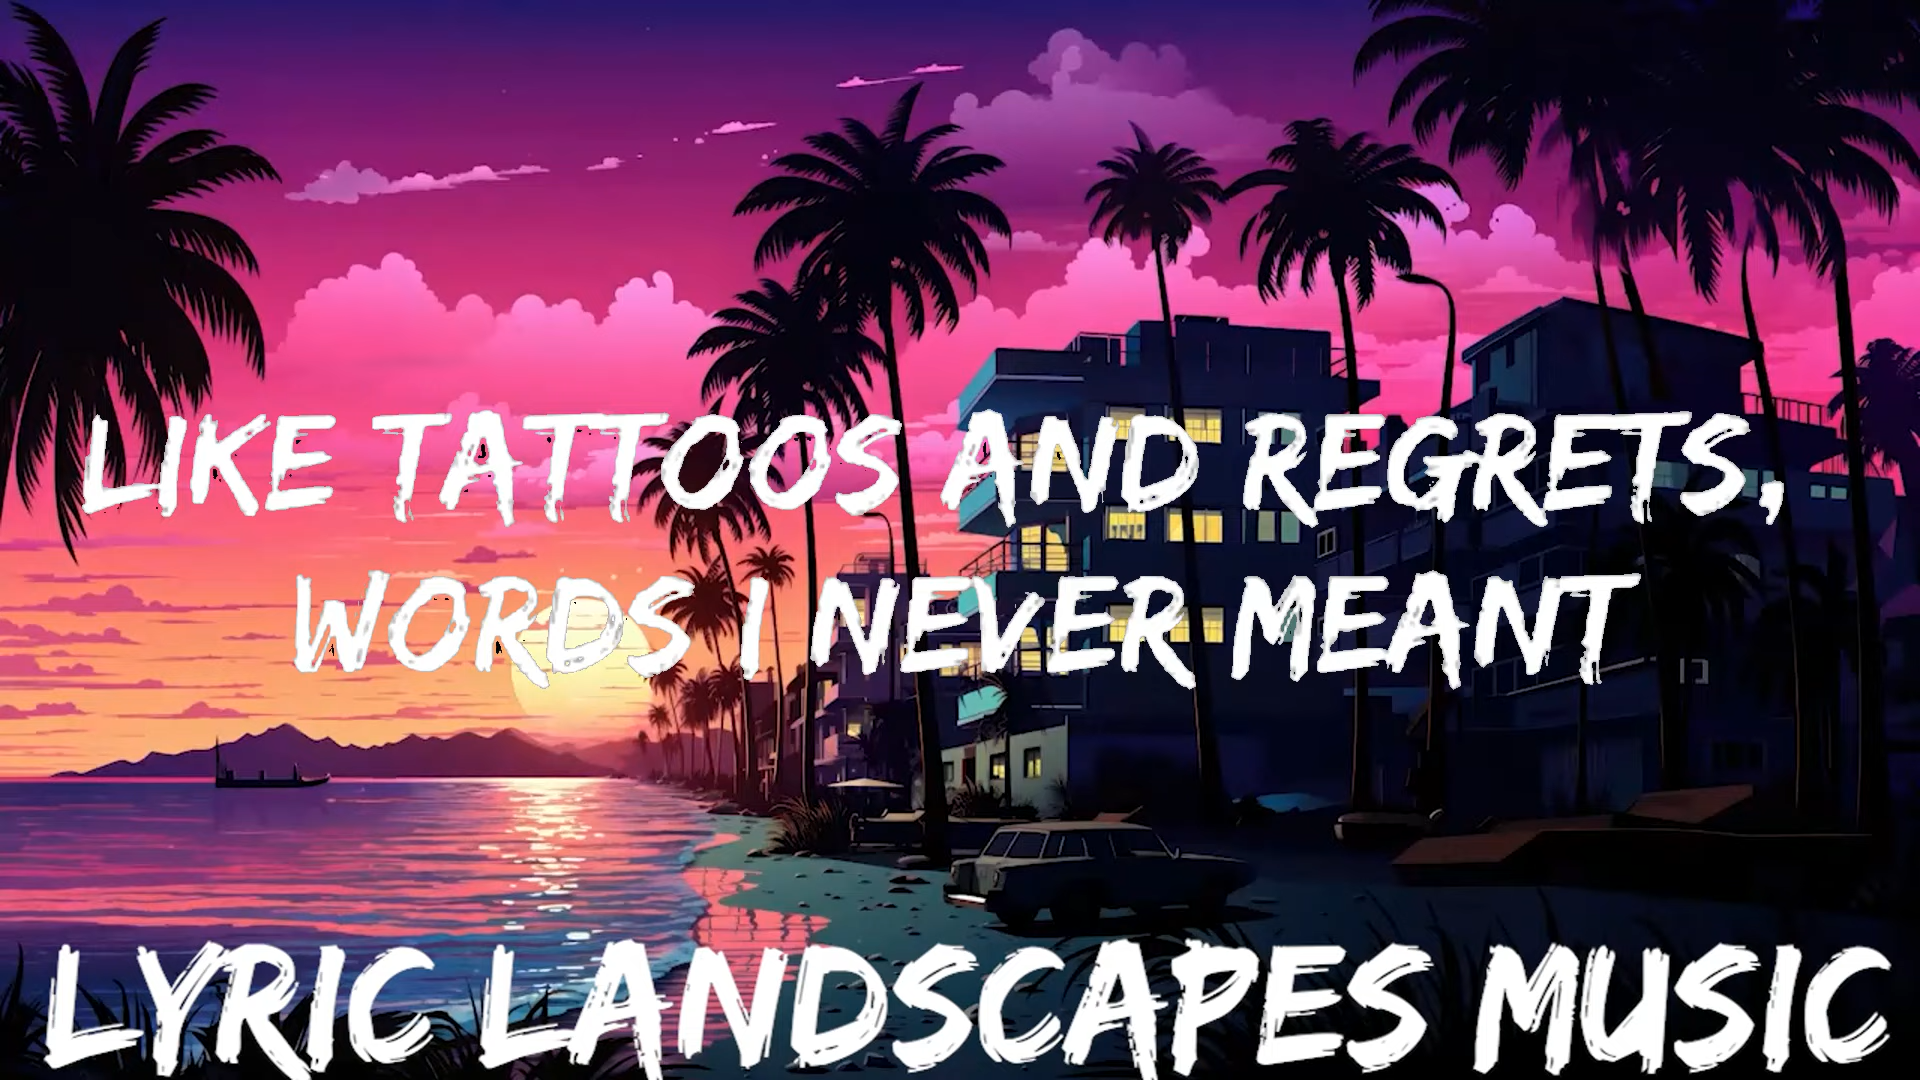 LIKE TATTOOS AND REGRETS,
WORDS I NEVER MEANT
LYRIC LANDSCAPES MUSIC